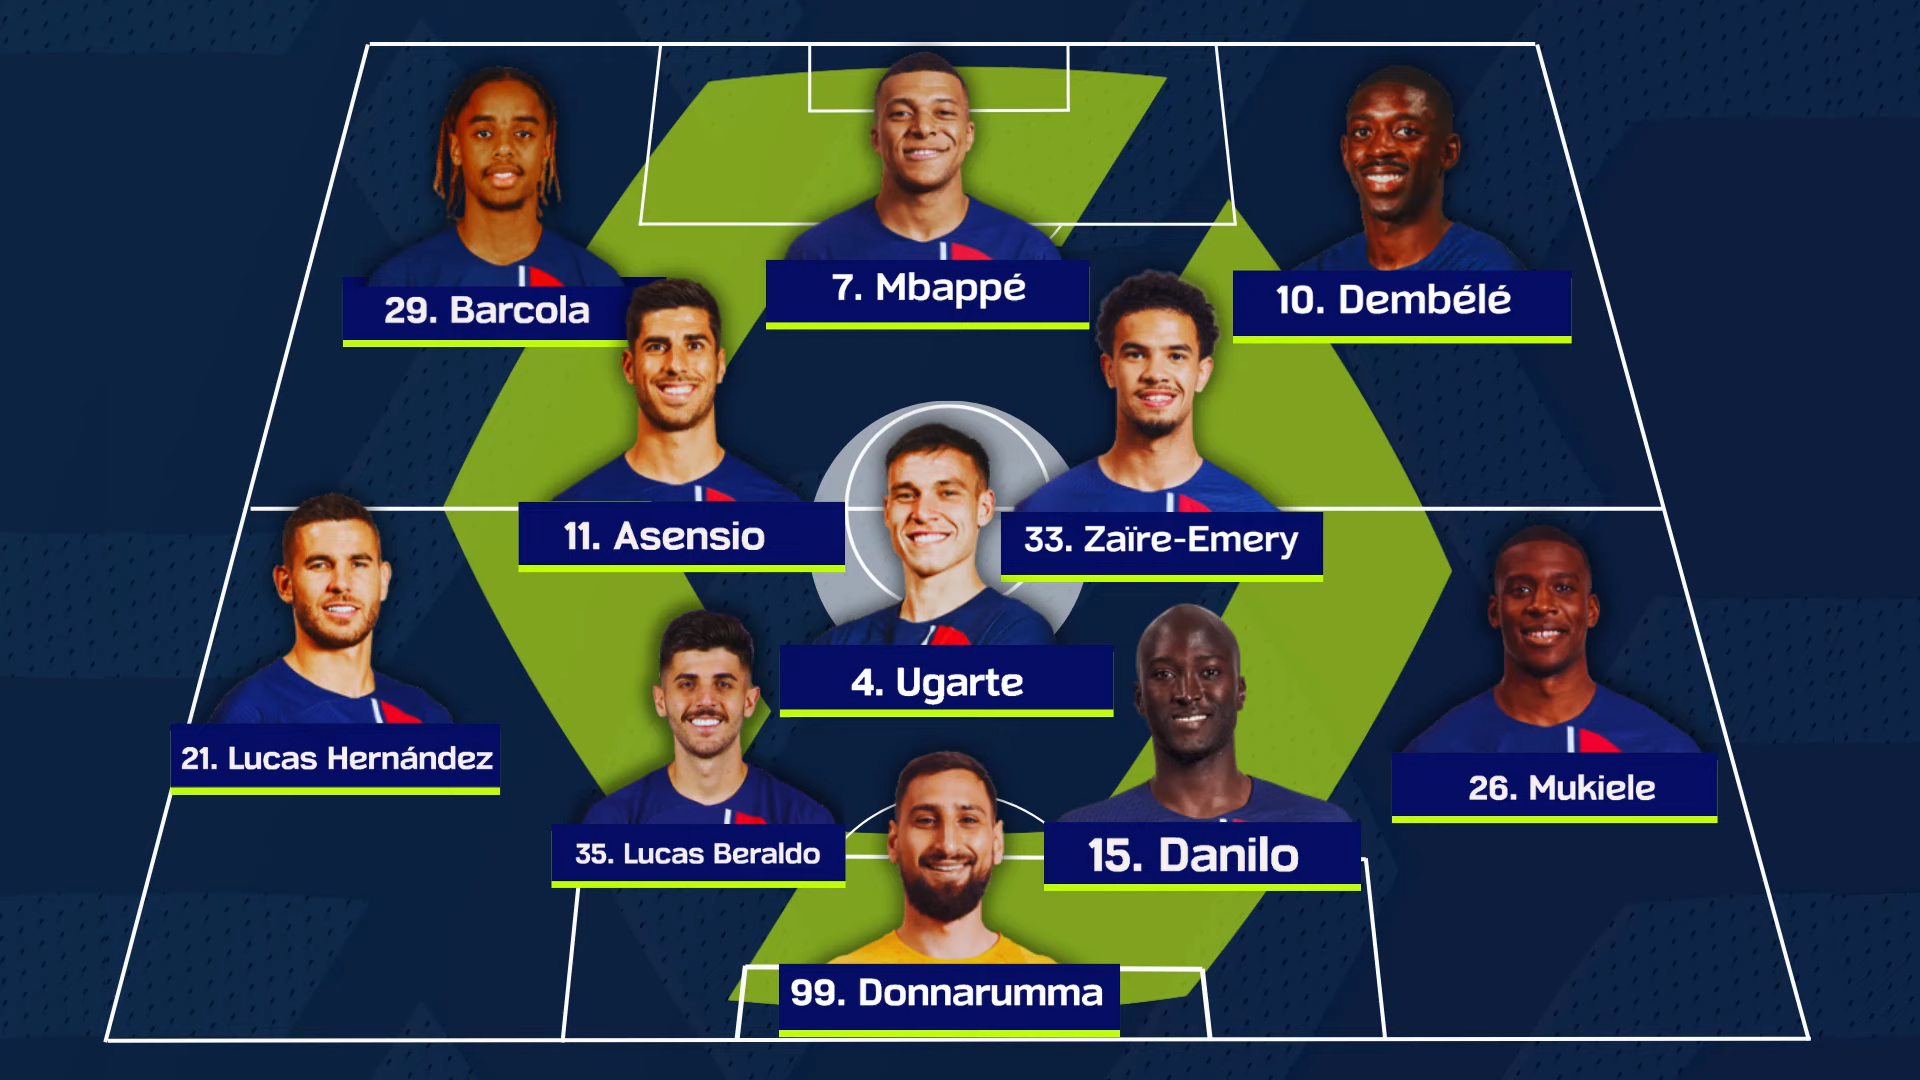 29. Barcola
7. Mbappé
10. Dembélé
11. Asensio
33. Zaïre-Emery
4. Ugarte
21. Lucas Hernández
26. Mukiele
35. Lucas Beraldo
15. Danilo
99. Donnarumma